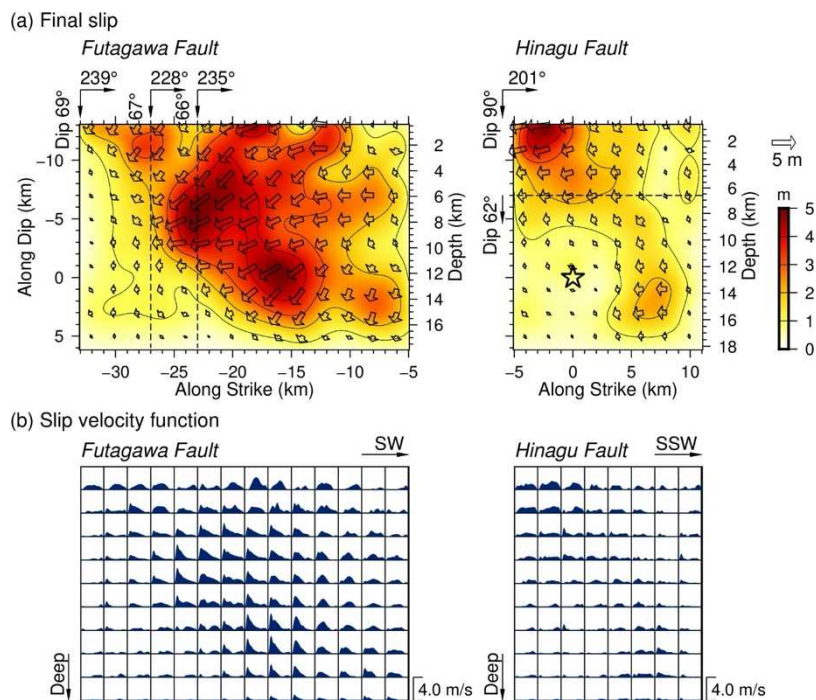 (a) Final slip
Futagawa Fault
Hinagu Fault
239° 228° 235°
201°
Dip 69° 67° 66°
Dip 90°
Dip 62°
−10
−5
0
5
Along Dip (km)
2
4
6
8
10
12
14
16
Depth (km)
−30 −25 −20 −15 −10 −5
Along Strike (km)
2
4
6
8
10
12
14
16
18
Depth (km)
−5 0 5 10
Along Strike (km)
5 m
m
5
4
3
2
1
0
(b) Slip velocity function
Futagawa Fault
SW
Hinagu Fault
SSW
Deep
4.0 m/s
Deep
4.0 m/s